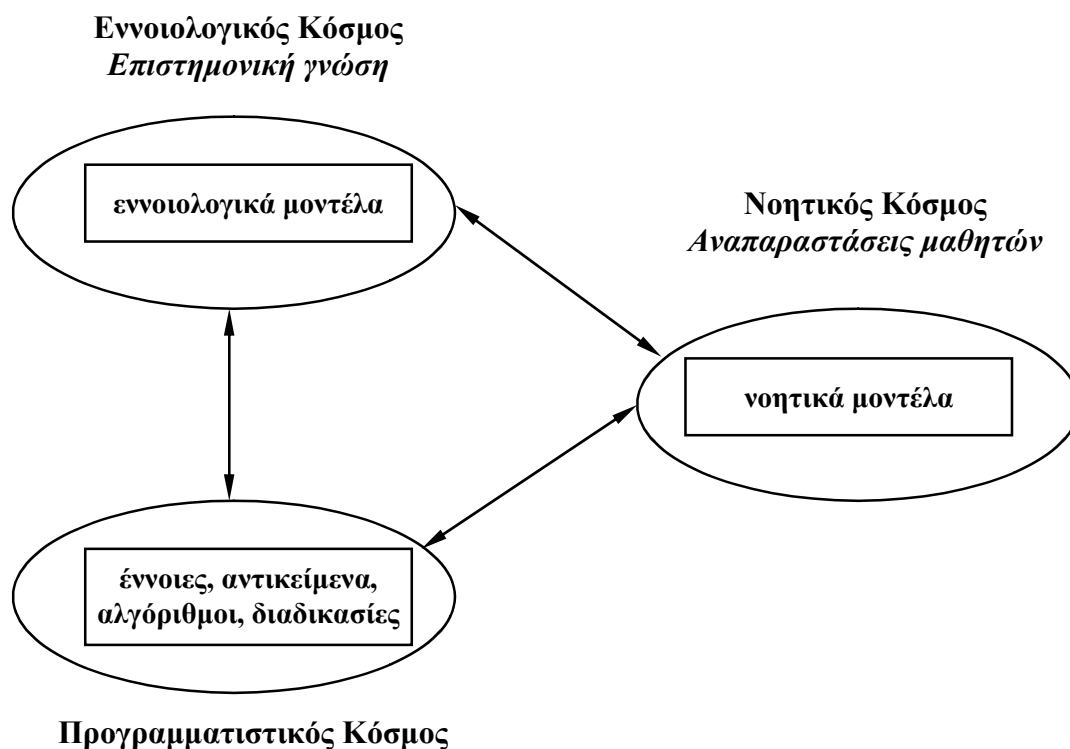 Εννοιολογικός Κόσμος
Επιστημονική γνώση
εννοιολογικά μοντέλα
Νοητικός Κόσμος
Αναπαραστάσεις μαθητών
νοητικά μοντέλα
έννοιες, αντικείμενα,
αλγόριθμοι, διαδικασίες
Προγραμματιστικός Κόσμος